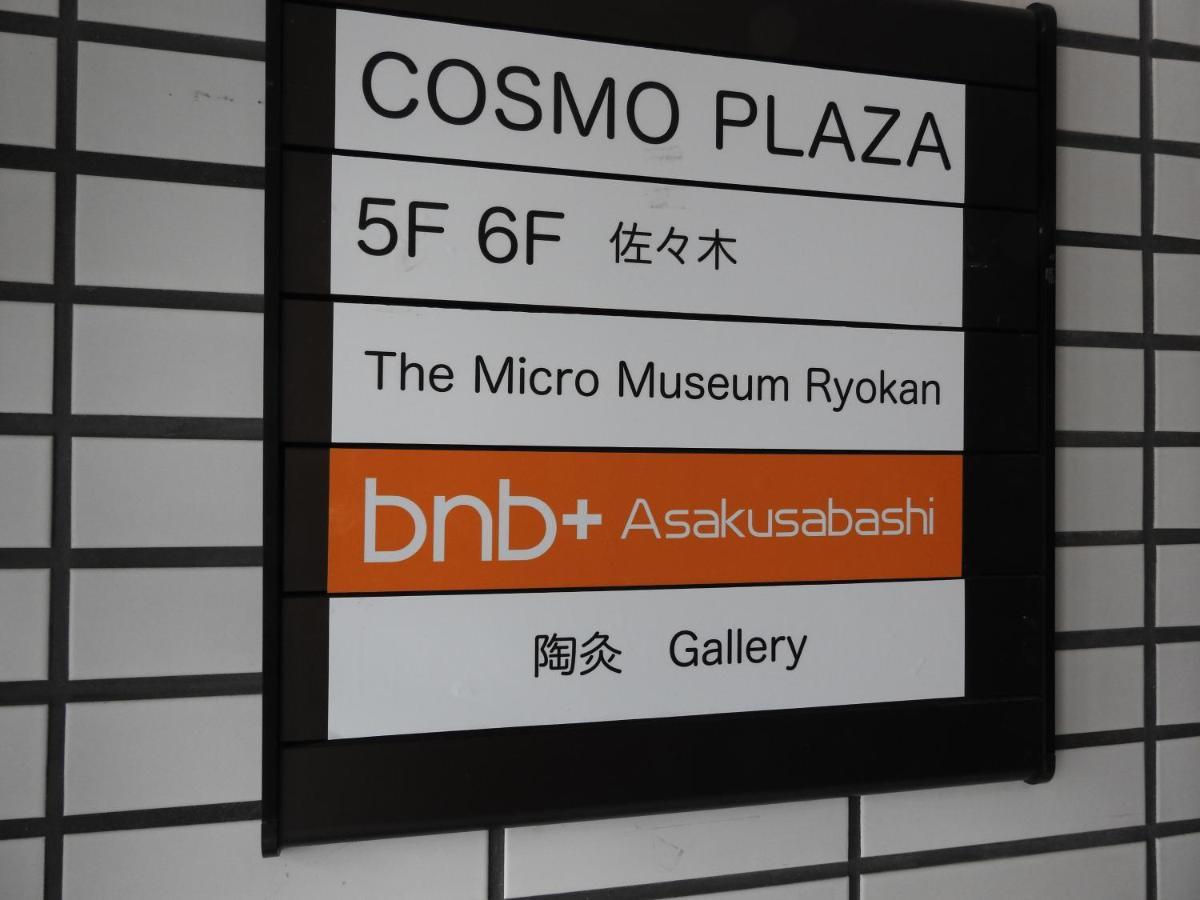 COSMO PLAZA
5F 6F 佐々木
The Micro Museum Ryokan
bnb+ Asakusabashi
陶灸 Gallery